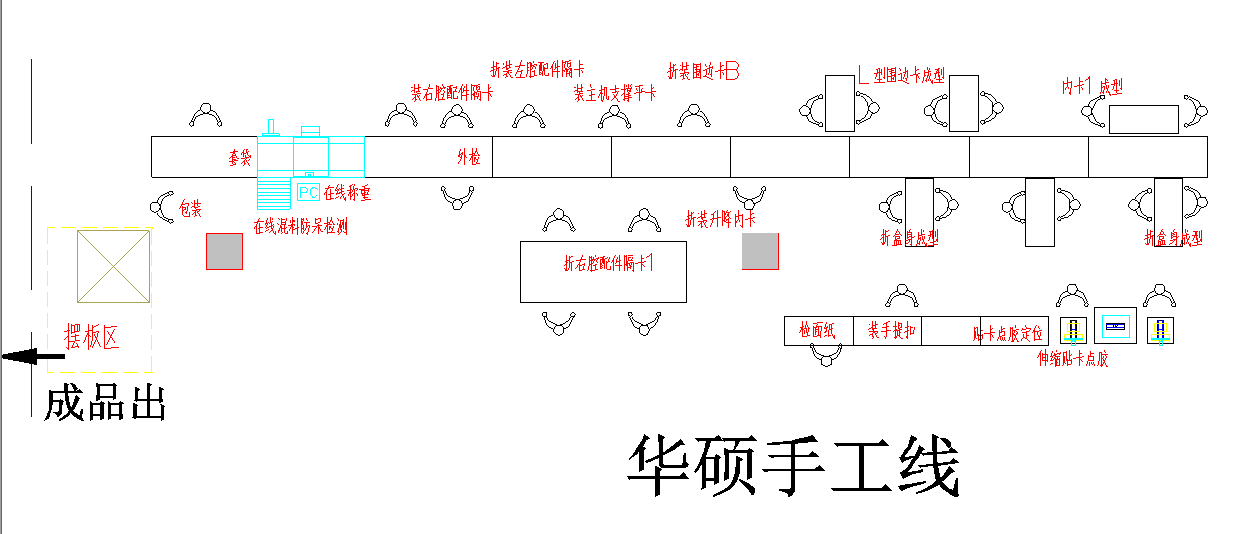 折装左腔配件隔卡
折装围边卡B
L型围边卡成型
装右腔配件隔卡
装主机支撑平卡
内卡1 成型
套袋
外检
PC 在线称重
包装
在线混料防呆检测
折装升降内卡
折盒身成型
折盒身成型
折右腔配件隔卡1
摆板区
检面纸
装手提扣
贴卡点胶定位
伸缩贴卡点胶
成品出
华硕手工线